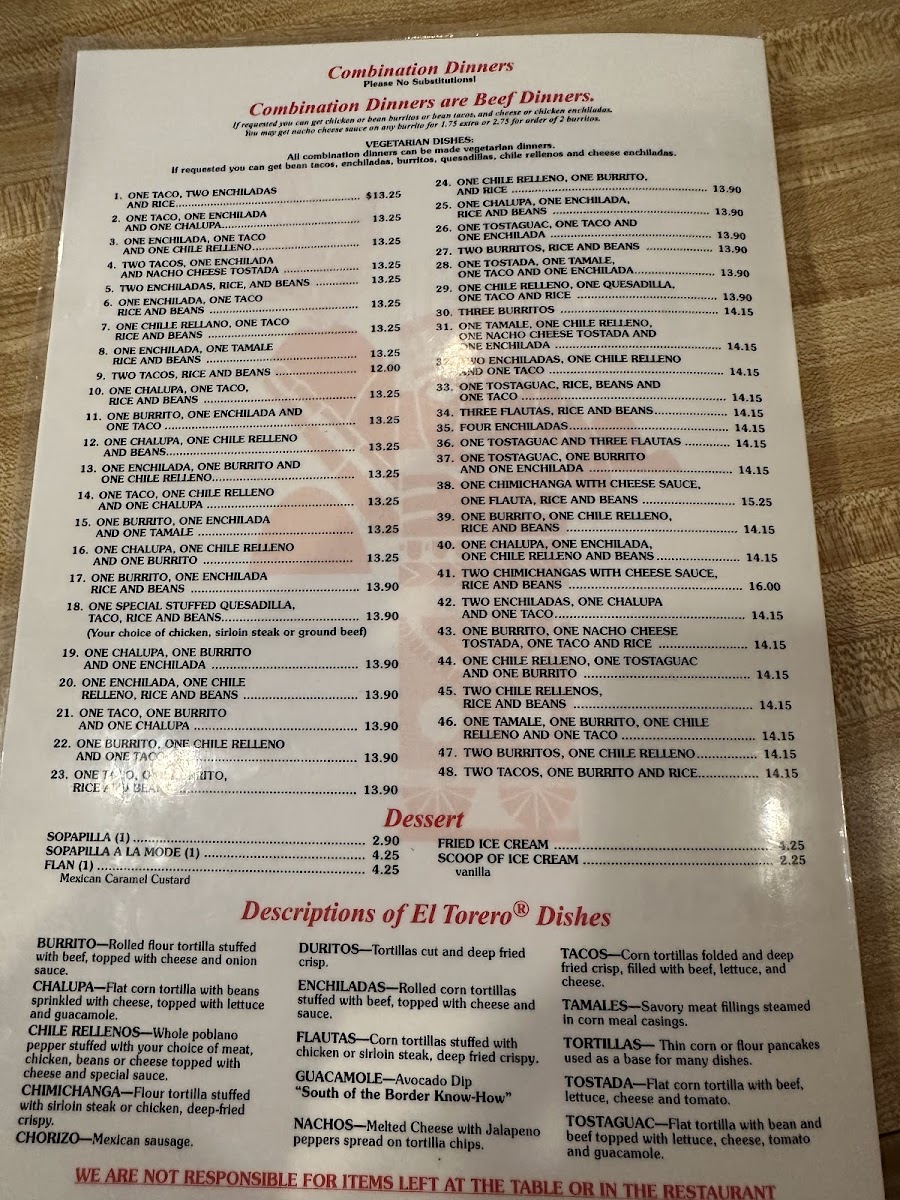 Combination Dinners
Please No Substitutions!
Combination Dinners are Beef Dinners.
If requested you can get chicken or bean burritos or bean tacos, and cheese or chicken enchiladas.
You may get nacho cheese sauce on any burrito for 1.75 extra or 2.75 for order of 2 burritos.
VEGETARIAN DISHES:
All combination dinners can be made vegetarian dinners.
If requested you can get bean tacos, enchiladas, burritos, quesadillas, chile rellenos and cheese enchiladas.
1. ONE TACO, TWO ENCHILADAS
AND RICE........ $13.25
2. ONE TACO, ONE ENCHILADA
AND ONE CHALUPA........ 13.25
3. ONE ENCHILADA, ONE TACO
AND ONE CHILE RELLENO........ 13.25
4. TWO TACOS, ONE ENCHILADA
AND NACHO CHEESE TOSTADA ........ 13.25
5. TWO ENCHILADAS, RICE, AND BEANS ........ 13.25
6. ONE ENCHILADA, ONE TACO
RICE AND BEANS ........ 13.25
7. ONE CHILLE RELLANO, ONE TACO
RICE AND BEANS ........ 13.25
8. ONE ENCHILADA, ONE TAMALE
RICE AND BEANS ........ 13.25
9. TWO TACOS, RICE AND BEANS ........ 12.00
10. ONE CHALUPA, ONE TACO,
RICE AND BEANS ........ 13.25
11. ONE BURRITO, ONE ENCHILADA AND
ONE TACO ........ 13.25
12. ONE CHALUPA, ONE CHILE RELLENO
AND BEANS........ 13.25
13. ONE ENCHILADA, ONE BURRITO AND
ONE CHILE RELLENO........ 13.25
14. ONE TACO, ONE CHILE RELLENO
AND ONE CHALUPA ........ 13.25
15. ONE BURRITO, ONE ENCHILADA
AND ONE TAMALE ........ 13.25
16. ONE CHALUPA, ONE CHILE RELLENO
AND ONE BURRITO ........ 13.25
17. ONE BURRITO, ONE ENCHILADA
RICE AND BEANS ........ 13.90
18. ONE SPECIAL STUFFED QUESADILLA,
TACO, RICE AND BEANS........ 13.90
(Your choice of chicken, sirloin steak or ground beef)
19. ONE CHALUPA, ONE BURRITO
AND ONE ENCHILADA ........ 13.90
20. ONE ENCHILADA, ONE CHILE
RELLENO, RICE AND BEANS ........ 13.90
21. ONE TACO, ONE BURRITO
AND ONE CHALUPA ........ 13.90
22. ONE BURRITO, ONE CHILE RELLENO
AND ONE TACO ........ 13.90
23. ONE TACO, ONE BURRITO,
RICE AND BEANS ........ 13.90
24. ONE CHILE RELLENO, ONE BURRITO,
AND RICE ........ 13.90
25. ONE CHALUPA, ONE ENCHILADA,
RICE AND BEANS ........ 13.90
26. ONE TOSTAGUAC, ONE TACO AND
ONE ENCHILADA ........ 13.90
27. TWO BURRITOS, RICE AND BEANS ........ 13.90
28. ONE TOSTADA, ONE TAMALE,
ONE TACO AND ONE ENCHILADA........ 13.90
29. ONE CHILE RELLENO, ONE QUESADILLA,
ONE TACO AND RICE ........ 13.90
30. THREE BURRITOS ........ 14.15
31. ONE TAMALE, ONE CHILE RELLENO,
ONE NACHO CHEESE TOSTADA AND
ONE ENCHILADA ........ 14.15
TWO ENCHILADAS, ONE CHILE RELLENO
AND ONE TACO ........ 14.15
33. ONE TOSTAGUAC, RICE, BEANS AND
ONE TACO ........ 14.15
34. THREE FLAUTAS, RICE AND BEANS........ 14.15
35. FOUR ENCHILADAS........ 14.15
36. ONE TOSTAGUAC AND THREE FLAUTAS ........ 14.15
37. ONE TOSTAGUAC, ONE BURRITO
AND ONE ENCHILADA ........ 14.15
38. ONE CHIMICHANGA WITH CHEESE SAUCE,
ONE FLAUTA, RICE AND BEANS ........ 15.25
39. ONE BURRITO, ONE CHILE RELLENO,
RICE AND BEANS ........ 14.15
40. ONE CHALUPA, ONE ENCHILADA,
ONE CHILE RELLENO AND BEANS........ 14.15
41. TWO CHIMICHANGAS WITH CHEESE SAUCE,
RICE AND BEANS ........ 16.00
42. TWO ENCHILADAS, ONE CHALUPA
AND ONE TACO........ 14.15
43. ONE BURRITO, ONE NACHO CHEESE
TOSTADA, ONE TACO AND RICE ........ 14.15
44. ONE CHILE RELLENO, ONE TOSTAGUAC
AND ONE BURRITO ........ 14.15
45. TWO CHILE RELLENOS,
RICE AND BEANS ........ 14.15
46. ONE TAMALE, ONE BURRITO, ONE CHILE
RELLENO AND ONE TACO ........ 14.15
47. TWO BURRITOS, ONE CHILE RELLENO........ 14.15
48. TWO TACOS, ONE BURRITO AND RICE........ 14.15
Dessert
SOPAPILLA (1) ........ 2.90
SOPAPILLA A LA MODE (1) ........ 4.25
FLAN (1) ........ 4.25
Mexican Caramel Custard
FRIED ICE CREAM ........ 4.25
SCOOP OF ICE CREAM ........ 2.25
vanilla
Descriptions of El Torero® Dishes
BURRITO—Rolled flour tortilla stuffed
with beef, topped with cheese and onion
sauce.
CHALUPA—Flat corn tortilla with beans
sprinkled with cheese, topped with lettuce
and guacamole.
CHILE RELLENOS—Whole poblano
pepper stuffed with your choice of meat,
chicken, beans or cheese topped with
cheese and special sauce.
CHIMICHANGA—Flour tortilla stuffed
with sirloin steak or chicken, deep-fried
crispy.
CHORIZO—Mexican sausage.
DURITOS—Tortillas cut and deep fried
crisp.
ENCHILADAS—Rolled corn tortillas
stuffed with beef, topped with cheese and
sauce.
FLAUTAS—Corn tortillas stuffed with
chicken or sirloin steak, deep fried crispy.
GUACAMOLE—Avocado Dip
"South of the Border Know-How"
NACHOS—Melted Cheese with Jalapeno
peppers spread on tortilla chips.
TACOS—Corn tortillas folded and deep
fried crisp, filled with beef, lettuce, and
cheese.
TAMALES—Savory meat fillings steamed
in corn meal casings.
TORTILLAS— Thin corn or flour pancakes
used as a base for many dishes.
TOSTADA—Flat corn tortilla with beef,
lettuce, cheese and tomato.
TOSTAGUAC—Flat tortilla with bean and
beef topped with lettuce, cheese, tomato
and guacamole.
WE ARE NOT RESPONSIBLE FOR ITEMS LEFT AT THE TABLE OR IN THE RESTAURANT